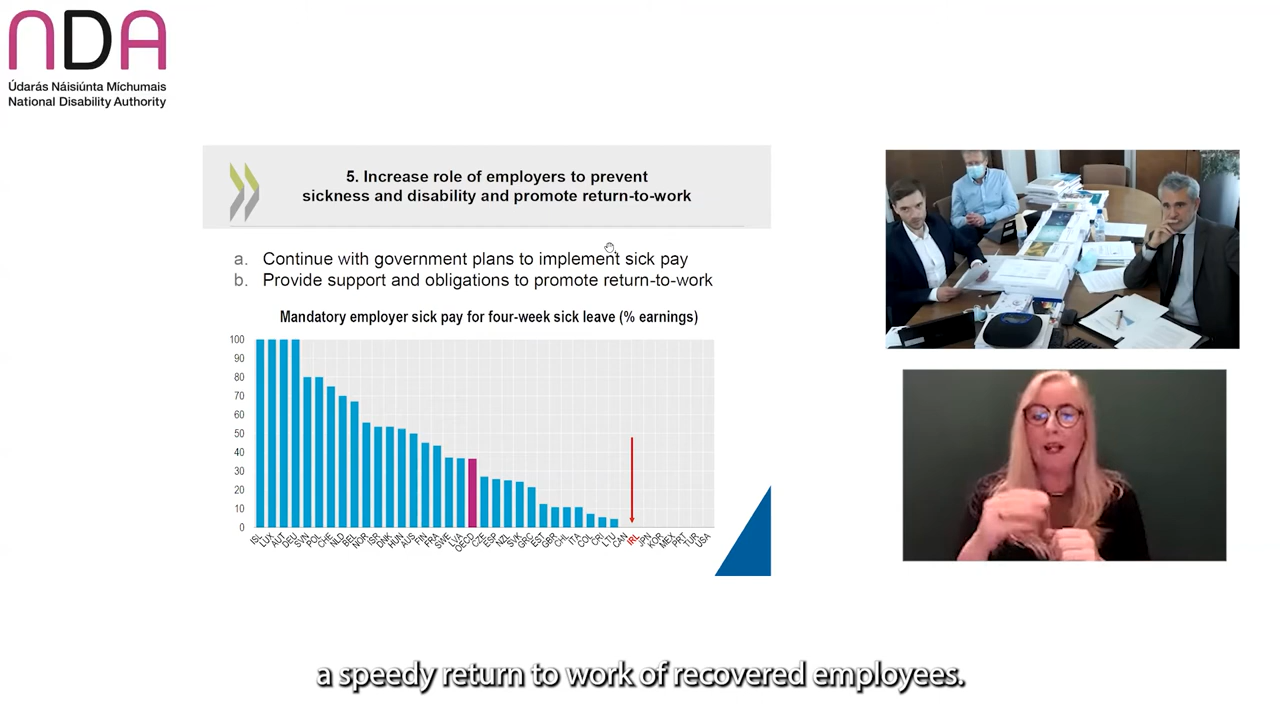 NDA
Údarás Náisiúnta Míchumais
National Disability Authority
5. Increase role of employers to prevent
sickness and disability and promote return-to-work
a. Continue with government plans to implement sick pay
b. Provide support and obligations to promote return-to-work
Mandatory employer sick pay for four-week sick leave (% earnings)
100
90
80
70
60
50
40
30
20
10
0
ISL LUX AUT DEU SVN POL CHE NLD BEL NOR ISR DNK HUN AUS FIN FRA SWE LVA OECD CZE ESP NZL SVK GRC EST GBR CHL ITA COL CRI LTU CAN IRL JPN KOR MEX PRT TUR USA
a speedy return to work of recovered employees.